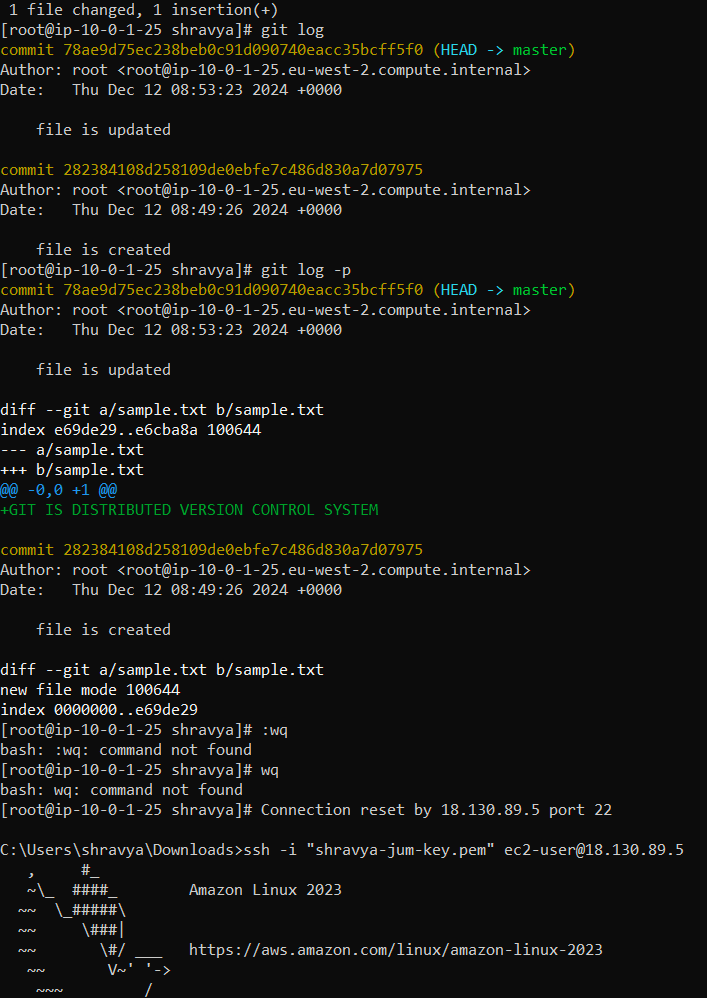 1 file changed, 1 insertion(+)
[root@ip-10-0-1-25 shravya]# git log
commit 78ae9d75ec238beb0c91d090740eacc35bcff5f0 (HEAD -> master)
Author: root <root@ip-10-0-1-25.eu-west-2.compute.internal>
Date:   Thu Dec 12 08:53:23 2024 +0000

    file is updated

commit 282384108d258109de0ebfe7c486d830a7d07975
Author: root <root@ip-10-0-1-25.eu-west-2.compute.internal>
Date:   Thu Dec 12 08:49:26 2024 +0000

    file is created
[root@ip-10-0-1-25 shravya]# git log -p
commit 78ae9d75ec238beb0c91d090740eacc35bcff5f0 (HEAD -> master)
Author: root <root@ip-10-0-1-25.eu-west-2.compute.internal>
Date:   Thu Dec 12 08:53:23 2024 +0000

    file is updated

diff --git a/sample.txt b/sample.txt
index e69de29..e6cba8a 100644
--- a/sample.txt
+++ b/sample.txt
@@ -0,0 +1 @@
+GIT IS DISTRIBUTED VERSION CONTROL SYSTEM

commit 282384108d258109de0ebfe7c486d830a7d07975
Author: root <root@ip-10-0-1-25.eu-west-2.compute.internal>
Date:   Thu Dec 12 08:49:26 2024 +0000

    file is created

diff --git a/sample.txt b/sample.txt
new file mode 100644
index 0000000..e69de29
[root@ip-10-0-1-25 shravya]# :wq
bash: :wq: command not found
[root@ip-10-0-1-25 shravya]# wq
bash: wq: command not found
[root@ip-10-0-1-25 shravya]# Connection reset by 18.130.89.5 port 22

C:\Users\shravya\Downloads>ssh -i "shravya-jum-key.pem" ec2-user@18.130.89.5
   ,     #_
   ~\_  ####_        Amazon Linux 2023
  ~~  \_#####\
  ~~     \###|
  ~~       \#/ ___   https://aws.amazon.com/linux/amazon-linux-2023
   ~~       V~' '->
    ~~~         /